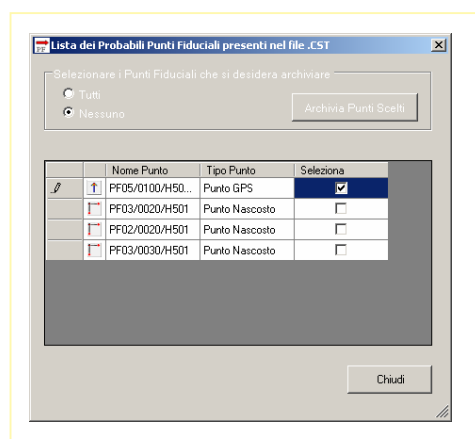 Lista dei Probabili Punti Fiduciali presenti nel file .CST
Selezionare i Punti Fiduciali che si desidera archiviare
Tutti
Nessuno
Archivia Punti Scelti
Nome Punto Tipo Punto Seleziona
PF05/0100/H50... Punto GPS
PF03/0020/H501 Punto Nascosto
PF02/0020/H501 Punto Nascosto
PF03/0030/H501 Punto Nascosto
Chiudi